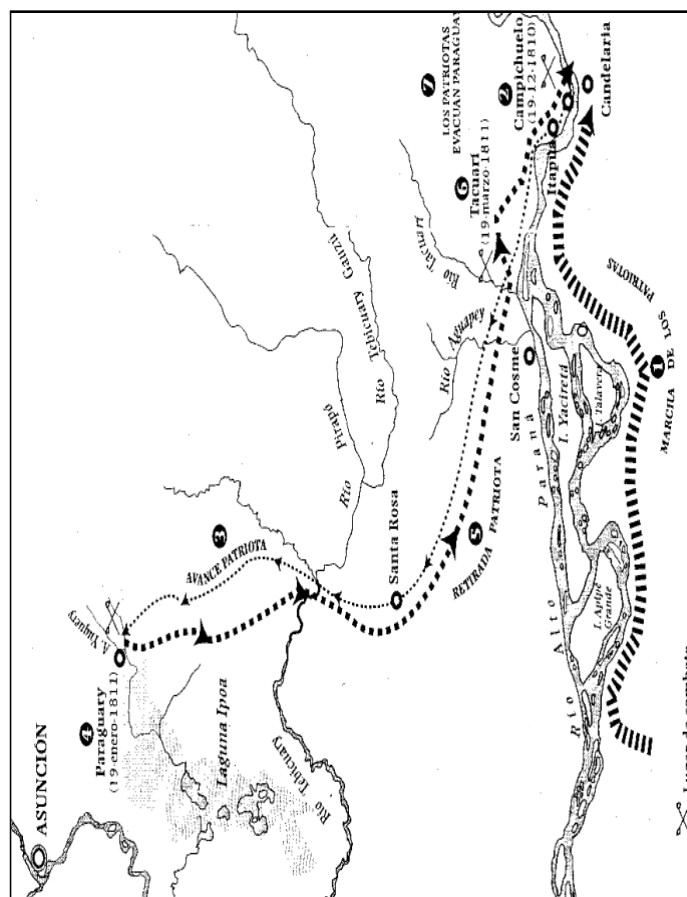 ASUNCIÓN
4
Paraguary
(19-enero-1811)
A. Yuquery
Laguna Ipoa
3
AVANCE PATRIOTA
Río Tebicuary
Río Pirapó
Río Tebicuary Guazú
Santa Rosa
5
RETIRADA PATRIOTA
7
LOS PATRIOTAS
EVACUAN PARAGUAY
6
Tacuarí
(19-marzo-1811)
Río Tacuarí
Río Aguapey
2
Campichuelo
(19-12-1810)
Itapúa
Candelaria
San Cosme
Río Alto Paraná
I. Apipé
Grande
I. Yaciretá
I. Talavera
1
MARCHA DE LOS PATRIOTAS
de combate